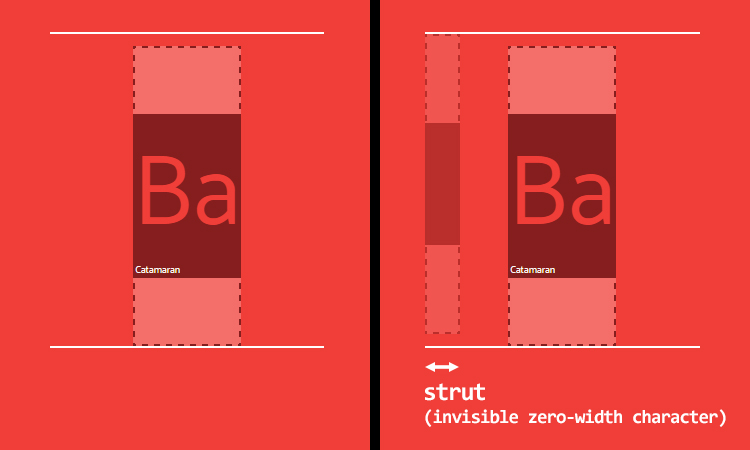 Ba
Catamaran
Ba
Catamaran
strut
(invisible zero-width character)